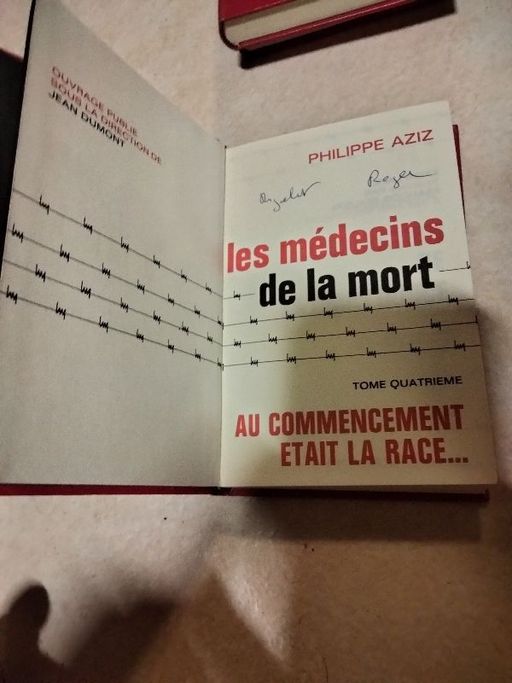 OUVRAGE PUBLIE
SOUS LA DIRECTION DE
JEAN DUMONT
PHILIPPE AZIZ
Roger
les médecins
de la mort
TOME QUATRIEME
AU COMMENCEMENT
ETAIT LA RACE...